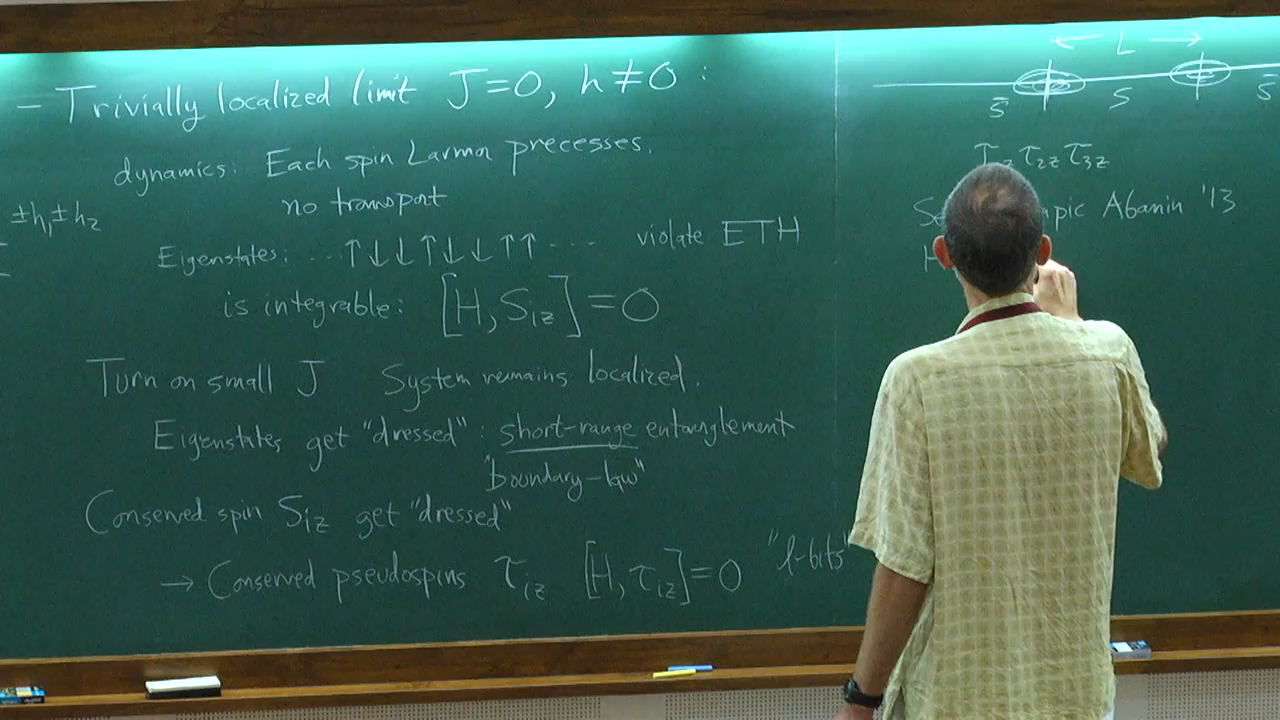 - Trivially localized limit J=0, h≠0 :
dynamics: Each spin Larmor precesses.
no transport
±h₁±h₂
Eigenstates: ...↑↓↓↑↓↓↑↑.... violate ETH
is integrable: [H, S_iz] = 0
Turn on small J System remains localized.
Eigenstates get "dressed": short-range entanglement
"boundary-law"
Conserved spin S_iz get "dressed"
→ Conserved pseudospins τ_iz [H, τ_iz]=0 "l-bits"
L
S̄ S S̄
τ_2z τ_3z
Abanin '13